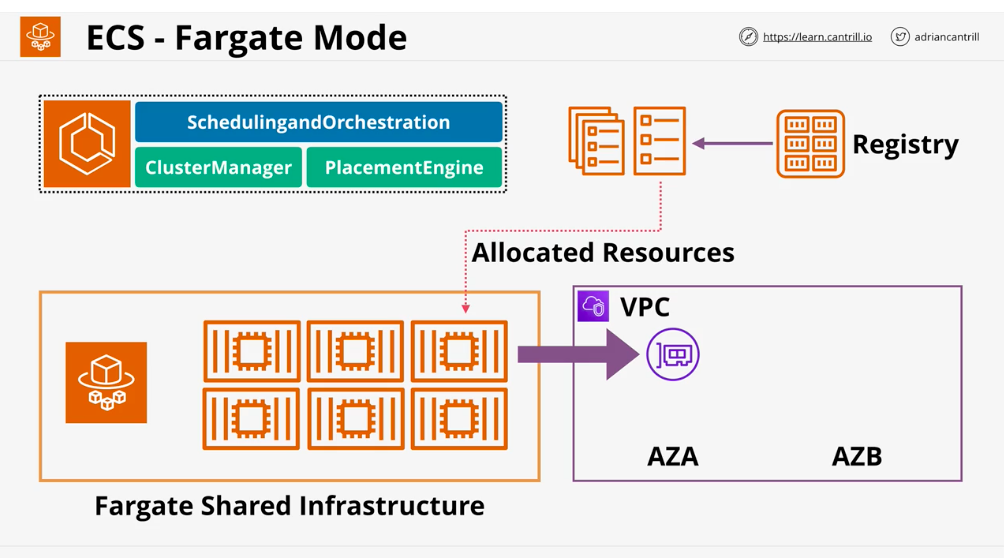 ECS - Fargate Mode
https://learn.cantrill.io
adriancantrill
SchedulingandOrchestration
ClusterManager
PlacementEngine
Registry
Allocated Resources
VPC
AZA
AZB
Fargate Shared Infrastructure